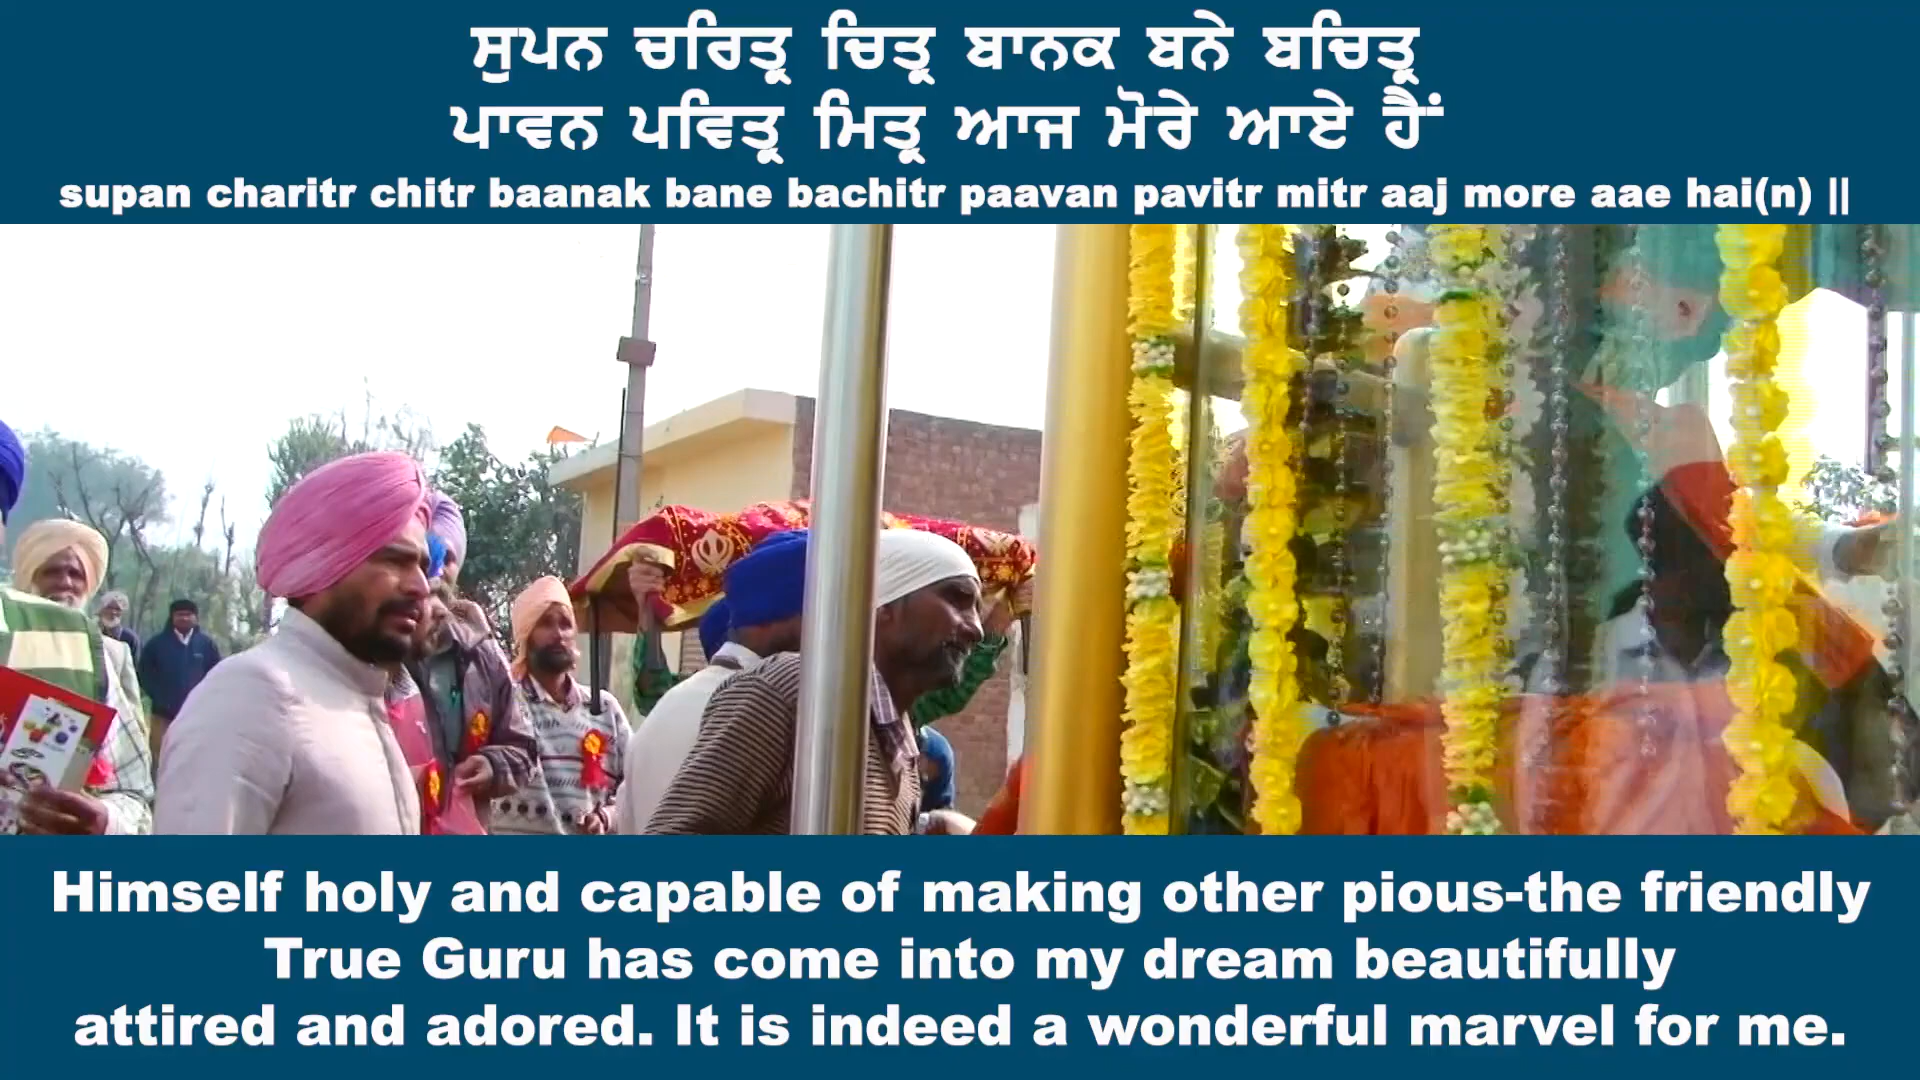 ਸੁਪਨ ਚਰਿਤ੍ਰ ਚਿਤ੍ਰ ਬਾਨਕ ਬਨੇ ਬਚਿਤ੍ਰ
ਪਾਵਨ ਪਵਿਤ੍ਰ ਮਿਤ੍ਰ ਆਜ ਮੋਰੇ ਆਏ ਹੈਂ
supan charitr chitr baanak bane bachitr paavan pavitr mitr aaj more aae hai(n) ||
Himself holy and capable of making other pious-the friendly
True Guru has come into my dream beautifully
attired and adored. It is indeed a wonderful marvel for me.